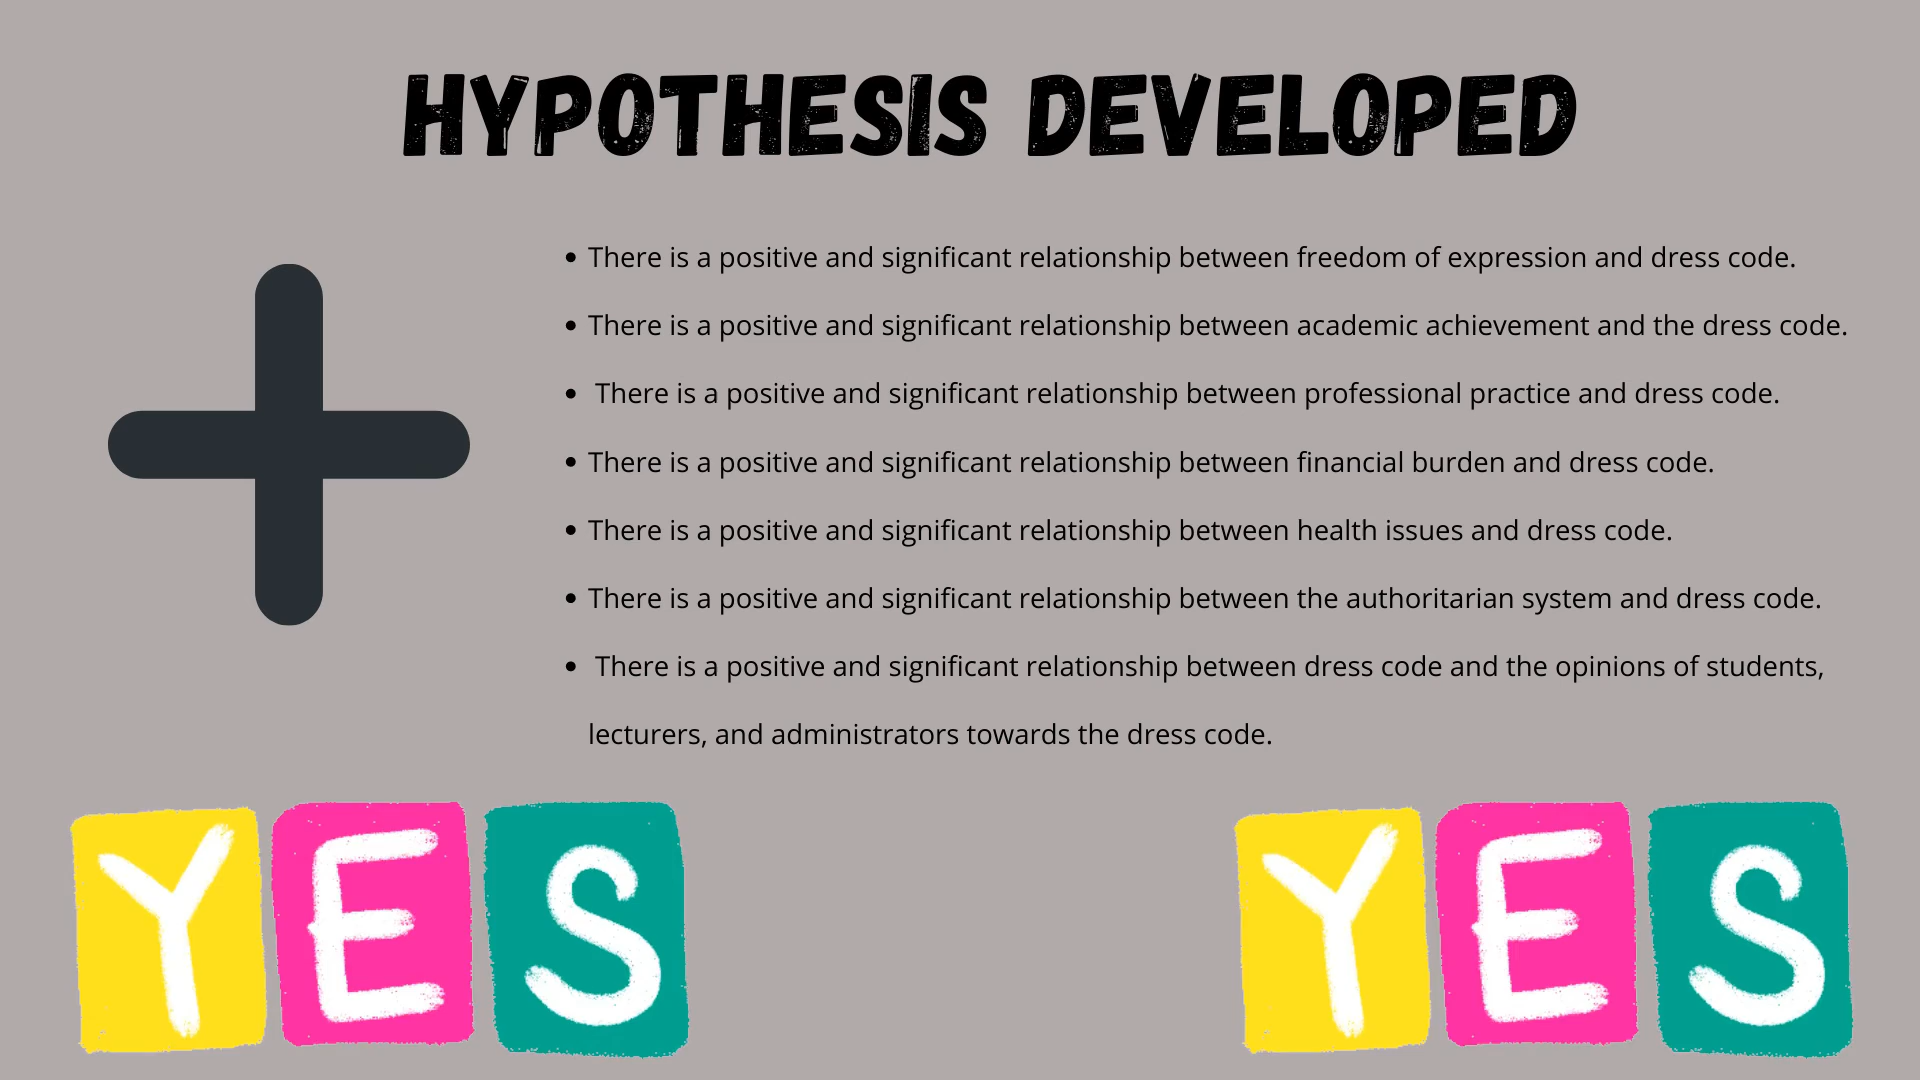 HYPOTHESIS DEVELOPED
• There is a positive and significant relationship between freedom of expression and dress code.
• There is a positive and significant relationship between academic achievement and the dress code.
• There is a positive and significant relationship between professional practice and dress code.
• There is a positive and significant relationship between financial burden and dress code.
• There is a positive and significant relationship between health issues and dress code.
• There is a positive and significant relationship between the authoritarian system and dress code.
• There is a positive and significant relationship between dress code and the opinions of students,
lecturers, and administrators towards the dress code.
YES
YES